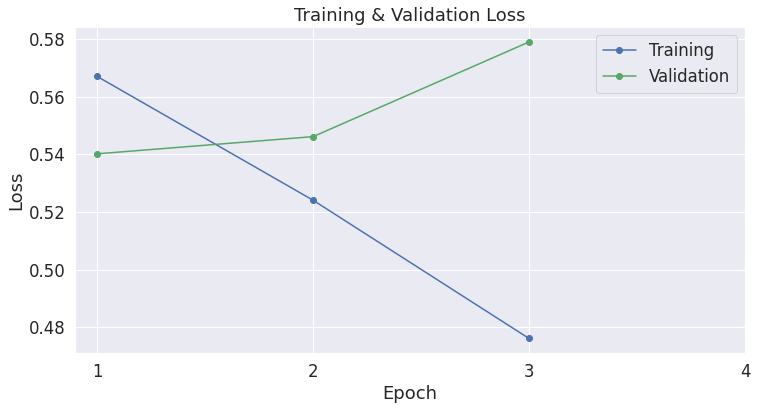 Training & Validation Loss
0.58
0.56
0.54
0.52
0.50
0.48
Loss
Training
Validation
1 2 3 4
Epoch